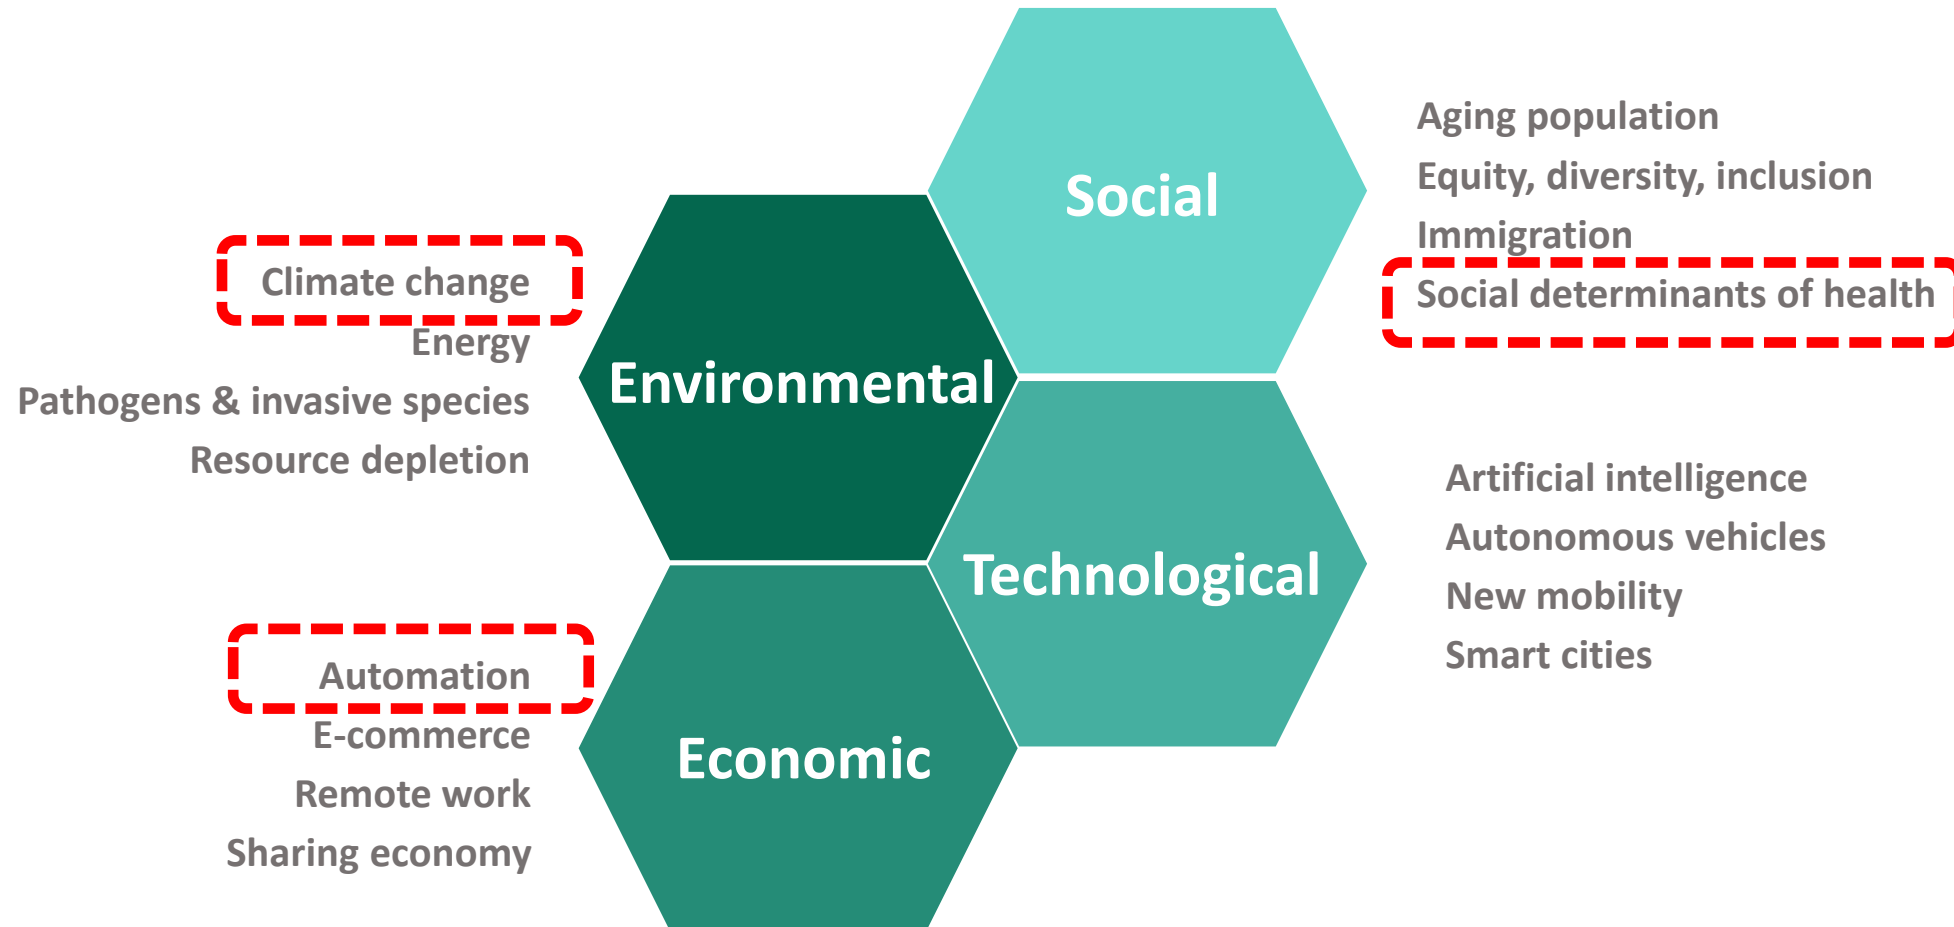 Social
Aging population
Equity, diversity, inclusion
Immigration
Social determinants of health
Environmental
Climate change
Energy
Pathogens & invasive species
Resource depletion
Technological
Artificial intelligence
Autonomous vehicles
New mobility
Smart cities
Economic
Automation
E-commerce
Remote work
Sharing economy